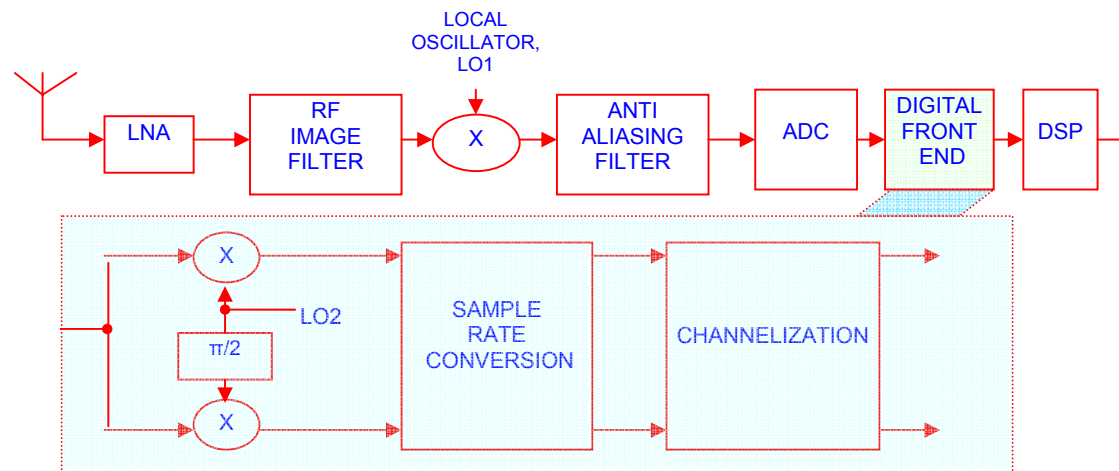 LOCAL
OSCILLATOR,
LO1
LNA
RF
IMAGE
FILTER
X
ANTI
ALIASING
FILTER
ADC
DIGITAL
FRONT
END
DSP
X
LO2
π/2
X
SAMPLE
RATE
CONVERSION
CHANNELIZATION